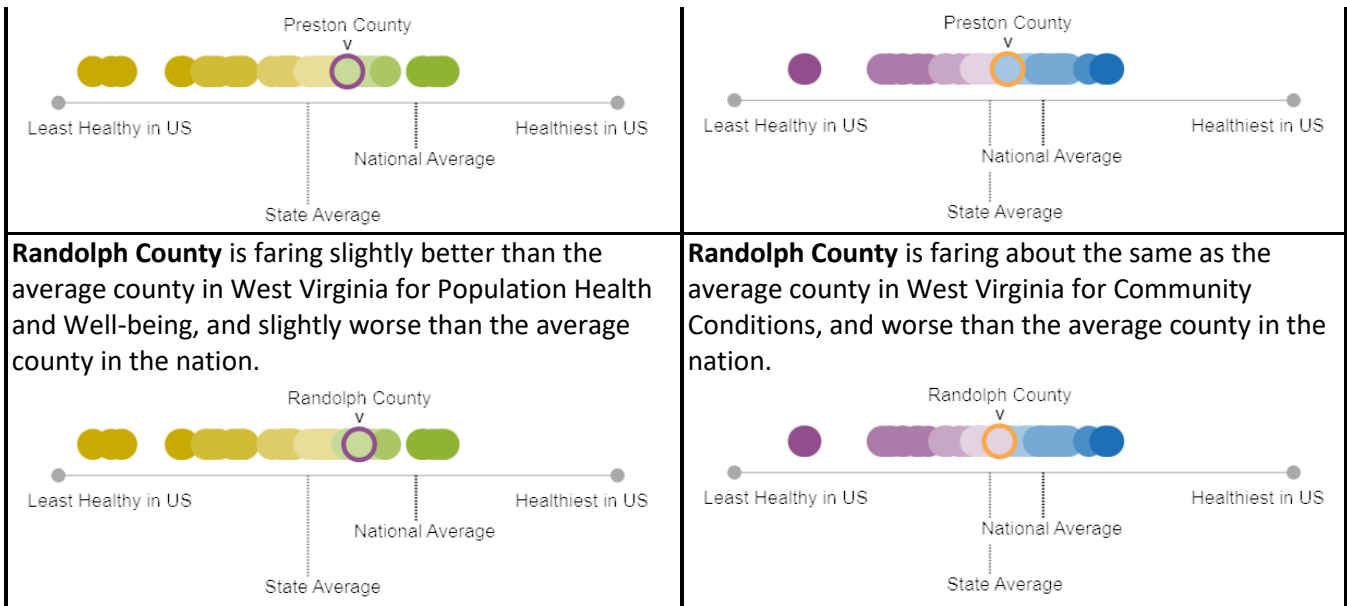 Preston County
v
Least Healthy in US
Healthiest in US
National Average
State Average
Preston County
v
Least Healthy in US
Healthiest in US
National Average
State Average
Randolph County is faring slightly better than the
average county in West Virginia for Population Health
and Well-being, and slightly worse than the average
county in the nation.
Randolph County
v
Least Healthy in US
Healthiest in US
National Average
State Average
Randolph County is faring about the same as the
average county in West Virginia for Community
Conditions, and worse than the average county in the
nation.
Randolph County
v
Least Healthy in US
Healthiest in US
National Average
State Average